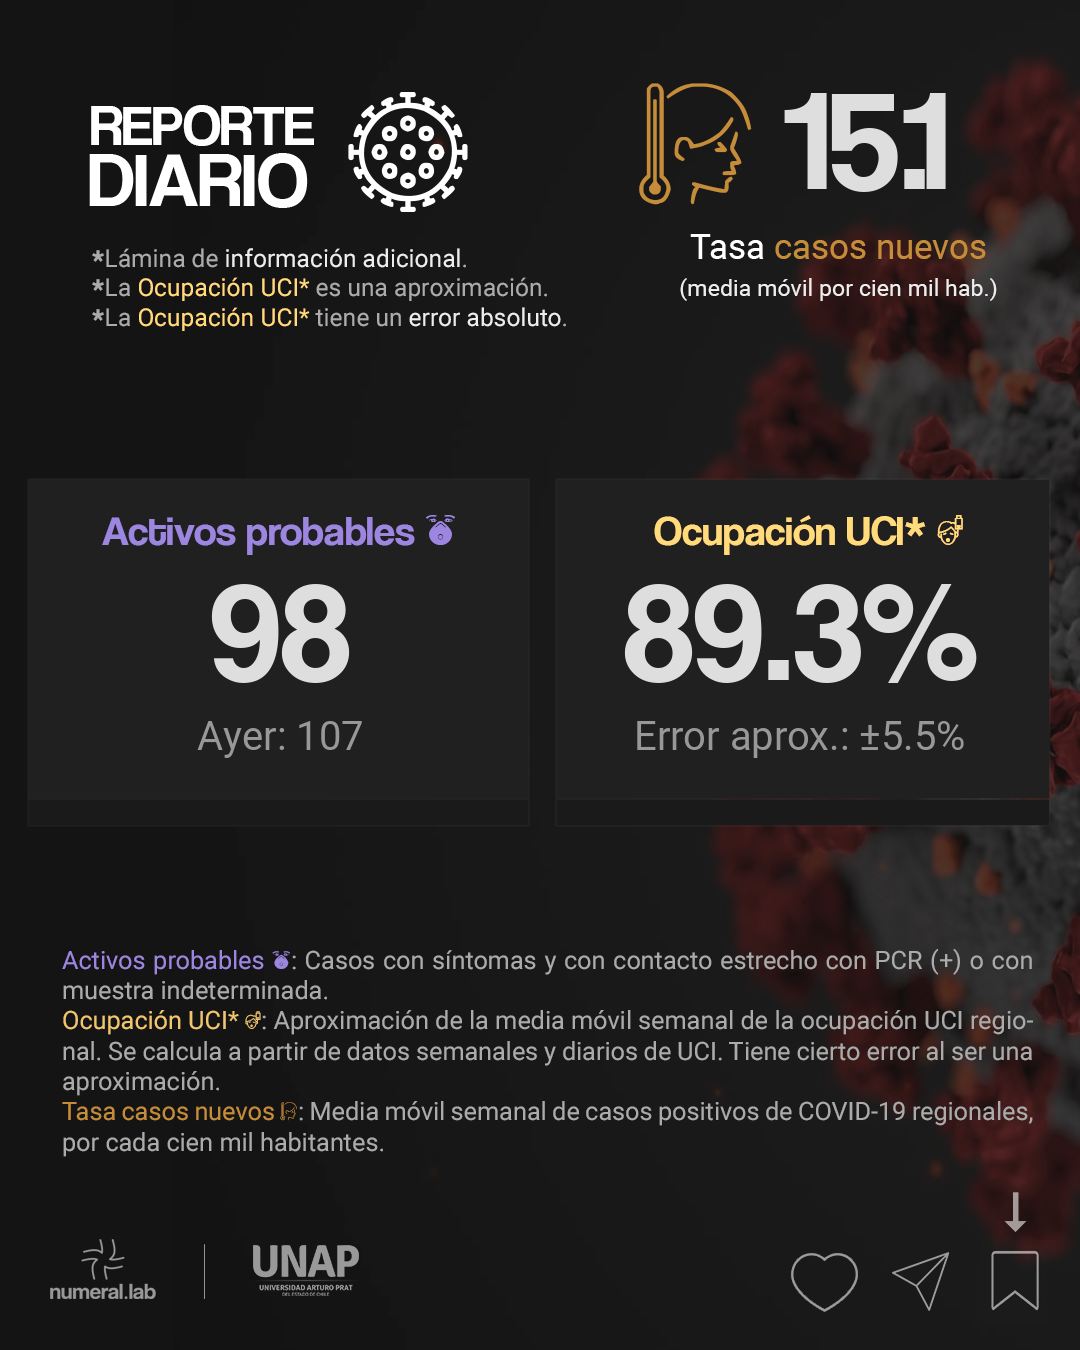 REPORTE
DIARIO
*Lámina de información adicional.
*La Ocupación UCI* es una aproximación.
*La Ocupación UCI* tiene un error absoluto.
15.1
Tasa casos nuevos
(media móvil por cien mil hab.)
Activos probables
98
Ayer: 107
Ocupación UCI*
89.3%
Error aprox.: ±5.5%
Activos probables : Casos con síntomas y con contacto estrecho con PCR (+) o con
muestra indeterminada.
Ocupación UCI* : Aproximación de la media móvil semanal de la ocupación UCI regio-
nal. Se calcula a partir de datos semanales y diarios de UCI. Tiene cierto error al ser una
aproximación.
Tasa casos nuevos : Media móvil semanal de casos positivos de COVID-19 regionales,
por cada cien mil habitantes.
numeral.lab
UNAP
UNIVERSIDAD ARTURO PRAT
DEL ESTADO DE CHILE